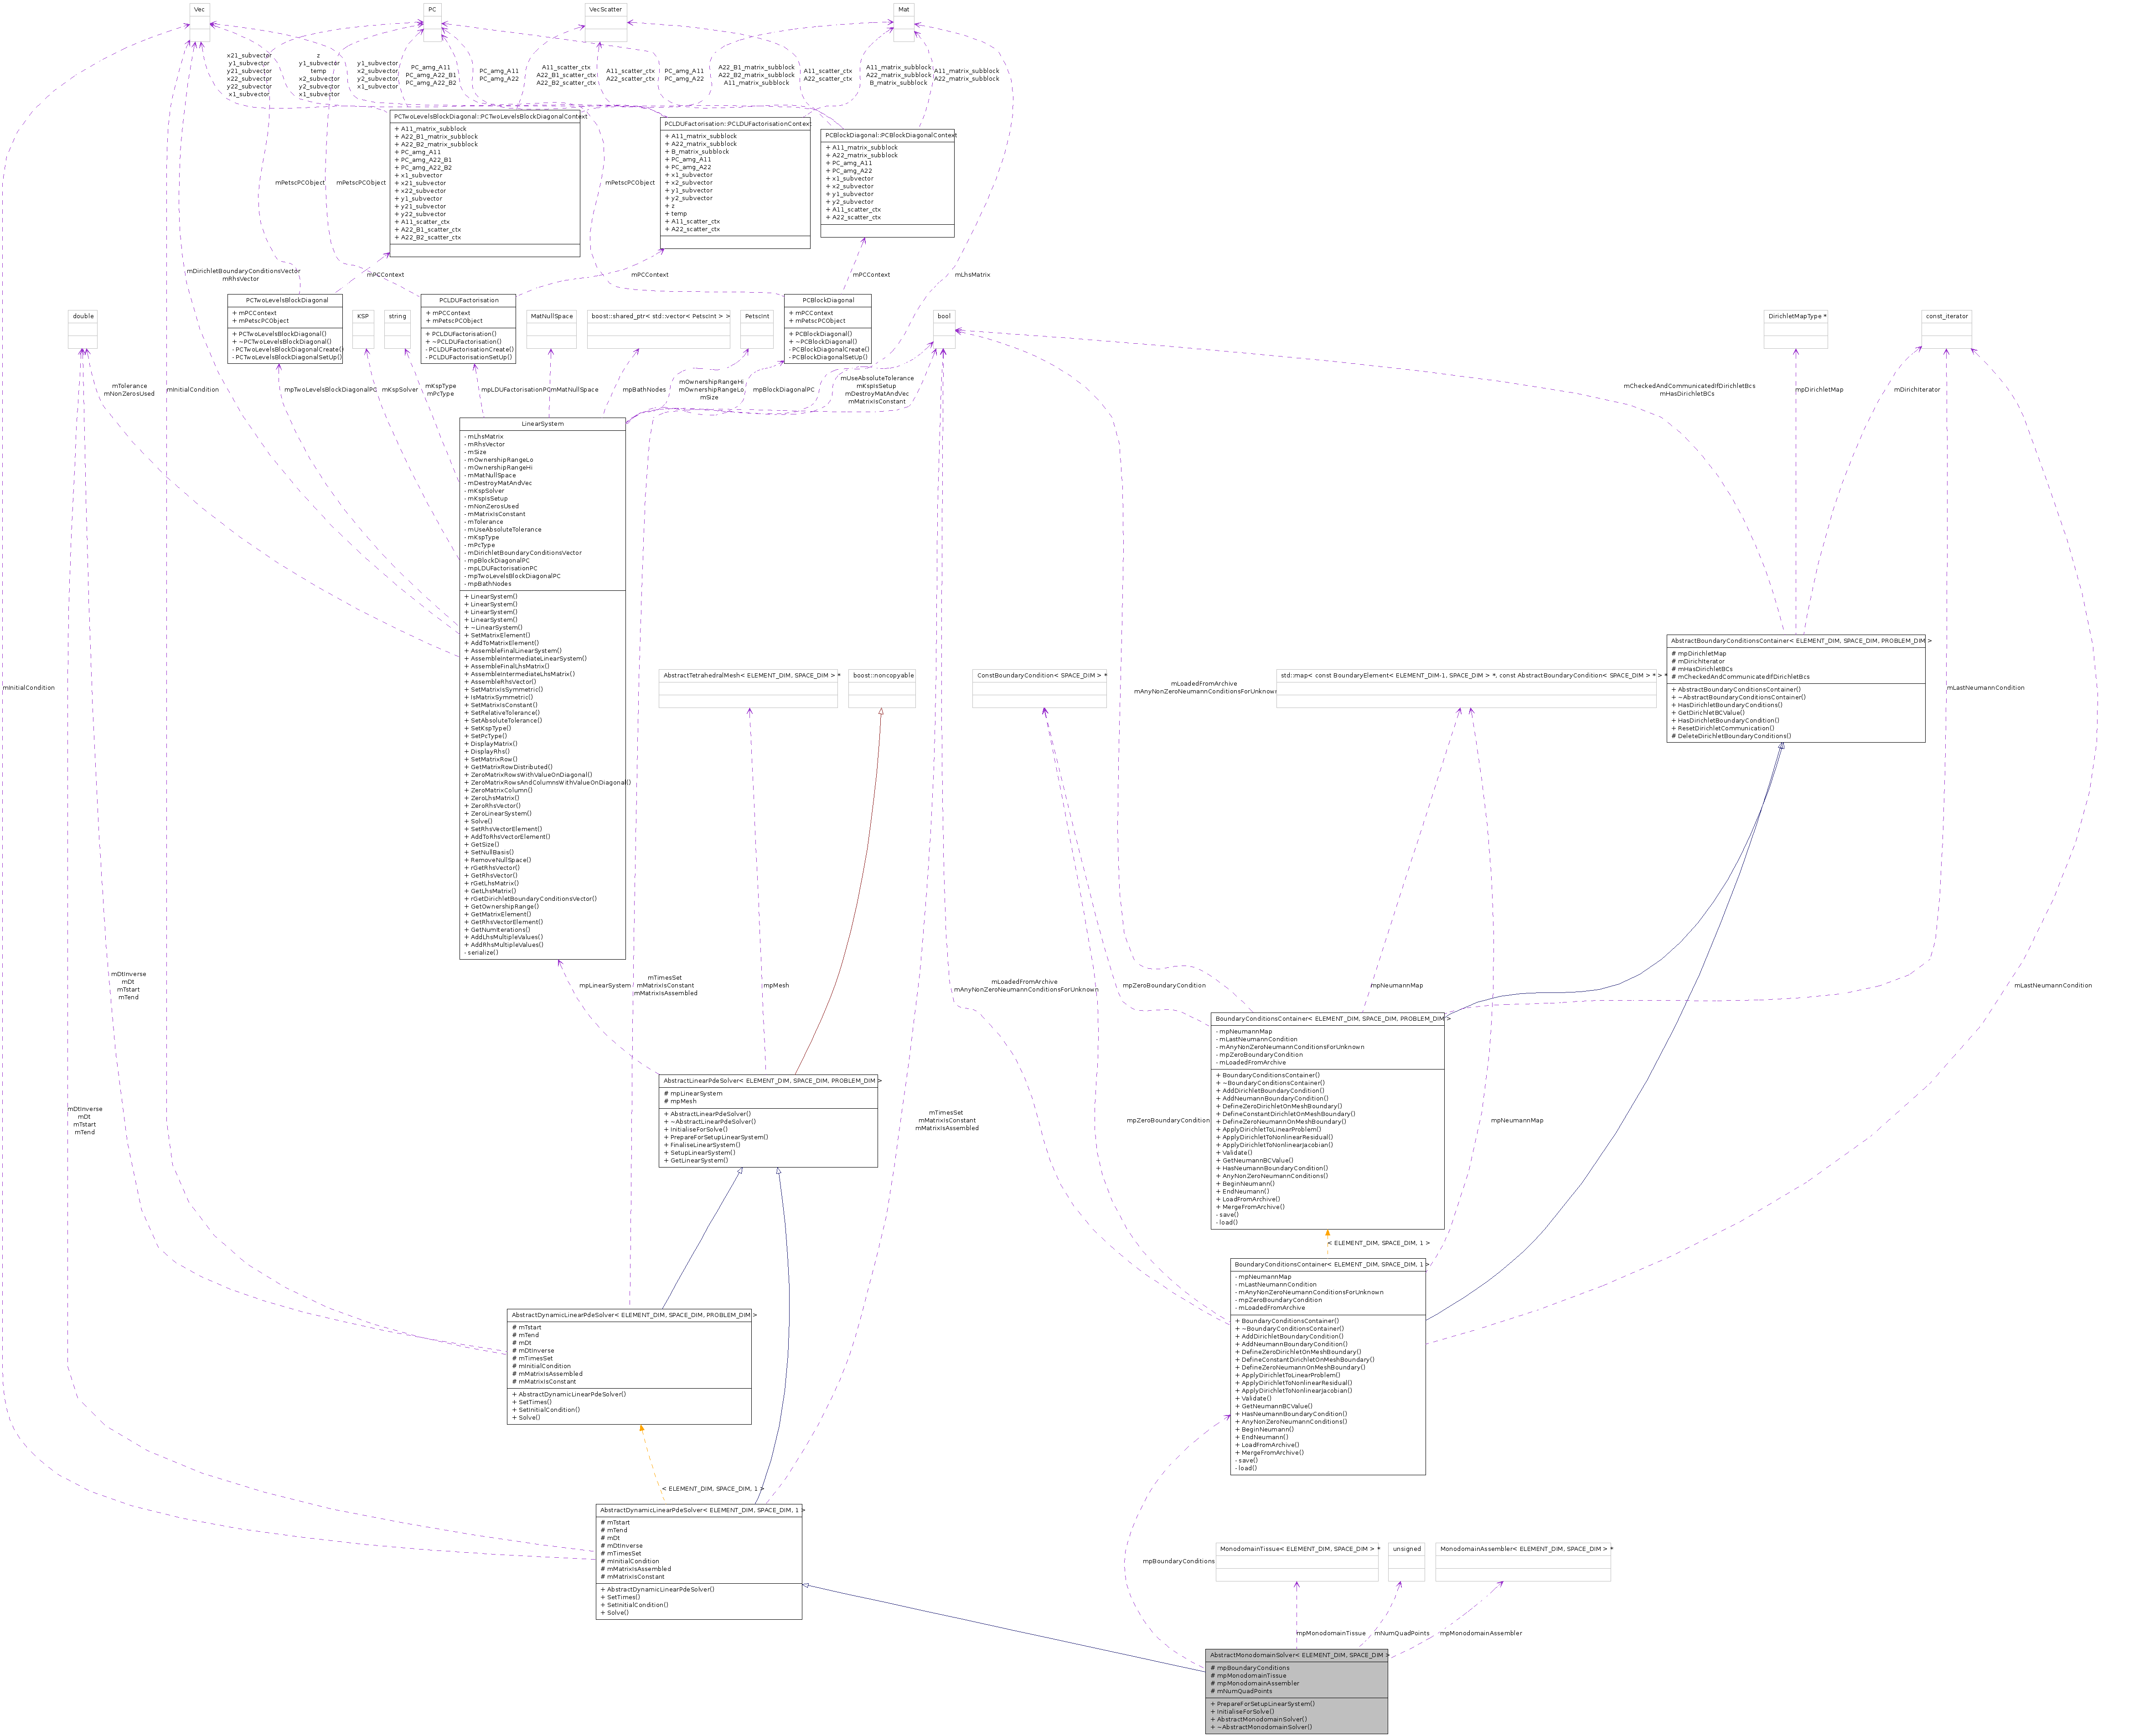 Vec
PC
VecScatter
Mat
x21_subvector
y1_subvector
y21_subvector
x22_subvector
y22_subvector
x1_subvector
z
y1_subvector
temp
x2_subvector
y2_subvector
x1_subvector
y1_subvector
x2_subvector
y2_subvector
x1_subvector
PC_amg_A11
PC_amg_A22_B1
PC_amg_A22_B2
PC_amg_A11
PC_amg_A22
A11_scatter_ctx
A22_B1_scatter_ctx
A22_B2_scatter_ctx
A11_scatter_ctx
A22_scatter_ctx
PC_amg_A11
PC_amg_A22
A22_B1_matrix_subblock
A22_B2_matrix_subblock
A11_matrix_subblock
A11_scatter_ctx
A22_scatter_ctx
A11_matrix_subblock
A22_matrix_subblock
B_matrix_subblock
A11_matrix_subblock
A22_matrix_subblock
PCTwoLevelsBlockDiagonal::PCTwoLevelsBlockDiagonalContext
+ A11_matrix_subblock
+ A22_B1_matrix_subblock
+ A22_B2_matrix_subblock
+ PC_amg_A11
+ PC_amg_A22_B1
+ PC_amg_A22_B2
+ x1_subvector
+ x21_subvector
+ x22_subvector
+ y1_subvector
+ y21_subvector
+ y22_subvector
+ A11_scatter_ctx
+ A22_B1_scatter_ctx
+ A22_B2_scatter_ctx
PCLDUFactorisation::PCLDUFactorisationContext
+ A11_matrix_subblock
+ A22_matrix_subblock
+ B_matrix_subblock
+ PC_amg_A11
+ PC_amg_A22
+ x1_subvector
+ x2_subvector
+ y1_subvector
+ y2_subvector
+ z
+ temp
+ A11_scatter_ctx
+ A22_scatter_ctx
PCBlockDiagonal::PCBlockDiagonalContext
+ A11_matrix_subblock
+ A22_matrix_subblock
+ PC_amg_A11
+ PC_amg_A22
+ x1_subvector
+ x2_subvector
+ y1_subvector
+ y2_subvector
+ A11_scatter_ctx
+ A22_scatter_ctx
mPetscPCObject
mPetscPCObject
mPetscPCObject
mDirichletBoundaryConditionsVector
mRhsVector
mPCContext
mPCContext
mPCContext
mLhsMatrix
double
PCTwoLevelsBlockDiagonal
+ mPCContext
+ mPetscPCObject
+ PCTwoLevelsBlockDiagonal()
+ ~PCTwoLevelsBlockDiagonal()
- PCTwoLevelsBlockDiagonalCreate()
- PCTwoLevelsBlockDiagonalSetUp()
KSP
string
PCLDUFactorisation
+ mPCContext
+ mPetscPCObject
+ PCLDUFactorisation()
+ ~PCLDUFactorisation()
- PCLDUFactorisationCreate()
- PCLDUFactorisationSetUp()
MatNullSpace
boost::shared_ptr< std::vector< PetscInt > >
PetscInt
PCBlockDiagonal
+ mPCContext
+ mPetscPCObject
+ PCBlockDiagonal()
+ ~PCBlockDiagonal()
- PCBlockDiagonalCreate()
- PCBlockDiagonalSetUp()
bool
DirichletMapType *
const_iterator
mTolerance
mNonZerosUsed
mInitialCondition
mpTwoLevelsBlockDiagonalPC
mKspSolver
mKspType
mPcType
mpLDUFactorisationPC
mMatNullSpace
mpBathNodes
mOwnershipRangeHi
mOwnershipRangeLo
mSize
mpBlockDiagonalPC
mUseAbsoluteTolerance
mKspIsSetup
mDestroyMatAndVec
mMatrixIsConstant
mCheckedAndCommunicatedIfDirichletBcs
mHasDirichletBCs
mpDirichletMap
mDirichIterator
LinearSystem
- mLhsMatrix
- mRhsVector
- mSize
- mOwnershipRangeLo
- mOwnershipRangeHi
- mMatNullSpace
- mDestroyMatAndVec
- mKspSolver
- mKspIsSetup
- mNonZerosUsed
- mMatrixIsConstant
- mTolerance
- mUseAbsoluteTolerance
- mKspType
- mPcType
- mDirichletBoundaryConditionsVector
- mpBlockDiagonalPC
- mpLDUFactorisationPC
- mpTwoLevelsBlockDiagonalPC
- mpBathNodes
+ LinearSystem()
+ LinearSystem()
+ LinearSystem()
+ LinearSystem()
+ ~LinearSystem()
+ SetMatrixElement()
+ AddToMatrixElement()
+ AssembleFinalLinearSystem()
+ AssembleIntermediateLinearSystem()
+ AssembleFinalLhsMatrix()
+ AssembleIntermediateLhsMatrix()
+ AssembleRhsVector()
+ SetMatrixIsSymmetric()
+ IsMatrixSymmetric()
+ SetMatrixIsConstant()
+ SetRelativeTolerance()
+ SetAbsoluteTolerance()
+ SetKspType()
+ SetPcType()
+ DisplayMatrix()
+ DisplayRhs()
+ SetMatrixRow()
+ GetMatrixRowDistributed()
+ ZeroMatrixRowsWithValueOnDiagonal()
+ ZeroMatrixRowsAndColumnsWithValueOnDiagonal()
+ ZeroMatrixColumn()
+ ZeroLhsMatrix()
+ ZeroRhsVector()
+ ZeroLinearSystem()
+ Solve()
+ SetRhsVectorElement()
+ AddToRhsVectorElement()
+ GetSize()
+ SetNullBasis()
+ RemoveNullSpace()
+ rGetRhsVector()
+ GetRhsVector()
+ rGetLhsMatrix()
+ GetLhsMatrix()
+ rGetDirichletBoundaryConditionsVector()
+ GetOwnershipRange()
+ GetMatrixElement()
+ GetRhsVectorElement()
+ GetNumIterations()
+ AddLhsMultipleValues()
+ AddRhsMultipleValues()
- serialize()
AbstractBoundaryConditionsContainer< ELEMENT_DIM, SPACE_DIM, PROBLEM_DIM >
# mpDirichletMap
# mDirichIterator
# mHasDirichletBCs
# mCheckedAndCommunicatedIfDirichletBcs
+ AbstractBoundaryConditionsContainer()
+ ~AbstractBoundaryConditionsContainer()
+ HasDirichletBoundaryConditions()
+ GetDirichletBCValue()
+ HasDirichletBoundaryCondition()
+ ResetDirichletCommunication()
# DeleteDirichletBoundaryConditions()
AbstractTetrahedralMesh< ELEMENT_DIM, SPACE_DIM > *
boost::noncopyable
ConstBoundaryCondition< SPACE_DIM > *
std::map< const BoundaryElement< ELEMENT_DIM-1, SPACE_DIM > *, const AbstractBoundaryCondition< SPACE_DIM > * > *
mInitialCondition
mLoadedFromArchive
mAnyNonZeroNeumannConditionsForUnknown
mLastNeumannCondition
mDtInverse
mDt
mTstart
mTend
mpLinearSystem
mTimesSet
mMatrixIsConstant
mMatrixIsAssembled
mpMesh
mLoadedFromArchive
mAnyNonZeroNeumannConditionsForUnknown
mpZeroBoundaryCondition
mpNeumannMap
mLastNeumannCondition
BoundaryConditionsContainer< ELEMENT_DIM, SPACE_DIM, PROBLEM_DIM >
- mpNeumannMap
- mLastNeumannCondition
- mAnyNonZeroNeumannConditionsForUnknown
- mpZeroBoundaryCondition
- mLoadedFromArchive
+ BoundaryConditionsContainer()
+ ~BoundaryConditionsContainer()
+ AddDirichletBoundaryCondition()
+ AddNeumannBoundaryCondition()
+ DefineZeroDirichletOnMeshBoundary()
+ DefineConstantDirichletOnMeshBoundary()
+ DefineZeroNeumannOnMeshBoundary()
+ ApplyDirichletToLinearProblem()
+ ApplyDirichletToNonlinearResidual()
+ ApplyDirichletToNonlinearJacobian()
+ Validate()
+ GetNeumannBCValue()
+ HasNeumannBoundaryCondition()
+ AnyNonZeroNeumannConditions()
+ BeginNeumann()
+ EndNeumann()
+ LoadFromArchive()
+ MergeFromArchive()
- save()
- load()
AbstractLinearPdeSolver< ELEMENT_DIM, SPACE_DIM, PROBLEM_DIM >
# mpLinearSystem
# mpMesh
+ AbstractLinearPdeSolver()
+ ~AbstractLinearPdeSolver()
+ InitialiseForSolve()
+ PrepareForSetupLinearSystem()
+ FinaliseLinearSystem()
+ SetupLinearSystem()
+ GetLinearSystem()
mDtInverse
mDt
mTstart
mTend
mTimesSet
mMatrixIsConstant
mMatrixIsAssembled
mpZeroBoundaryCondition
mpNeumannMap
< ELEMENT_DIM, SPACE_DIM, 1 >
BoundaryConditionsContainer< ELEMENT_DIM, SPACE_DIM, 1 >
- mpNeumannMap
- mLastNeumannCondition
- mAnyNonZeroNeumannConditionsForUnknown
- mpZeroBoundaryCondition
- mLoadedFromArchive
+ BoundaryConditionsContainer()
+ ~BoundaryConditionsContainer()
+ AddDirichletBoundaryCondition()
+ AddNeumannBoundaryCondition()
+ DefineZeroDirichletOnMeshBoundary()
+ DefineConstantDirichletOnMeshBoundary()
+ DefineZeroNeumannOnMeshBoundary()
+ ApplyDirichletToLinearProblem()
+ ApplyDirichletToNonlinearResidual()
+ ApplyDirichletToNonlinearJacobian()
+ Validate()
+ GetNeumannBCValue()
+ HasNeumannBoundaryCondition()
+ AnyNonZeroNeumannConditions()
+ BeginNeumann()
+ EndNeumann()
+ LoadFromArchive()
+ MergeFromArchive()
- save()
- load()
AbstractDynamicLinearPdeSolver< ELEMENT_DIM, SPACE_DIM, PROBLEM_DIM >
# mTstart
# mTend
# mDt
# mDtInverse
# mTimesSet
# mInitialCondition
# mMatrixIsAssembled
# mMatrixIsConstant
+ AbstractDynamicLinearPdeSolver()
+ SetTimes()
+ SetInitialCondition()
+ Solve()
< ELEMENT_DIM, SPACE_DIM, 1 >
AbstractDynamicLinearPdeSolver< ELEMENT_DIM, SPACE_DIM, 1 >
# mTstart
# mTend
# mDt
# mDtInverse
# mTimesSet
# mInitialCondition
# mMatrixIsAssembled
# mMatrixIsConstant
+ AbstractDynamicLinearPdeSolver()
+ SetTimes()
+ SetInitialCondition()
+ Solve()
MonodomainTissue< ELEMENT_DIM, SPACE_DIM > *
unsigned
MonodomainAssembler< ELEMENT_DIM, SPACE_DIM > *
mpBoundaryConditions
mpMonodomainTissue
mNumQuadPoints
mpMonodomainAssembler
AbstractMonodomainSolver< ELEMENT_DIM, SPACE_DIM >
# mpBoundaryConditions
# mpMonodomainTissue
# mpMonodomainAssembler
# mNumQuadPoints
+ PrepareForSetupLinearSystem()
+ InitialiseForSolve()
+ AbstractMonodomainSolver()
+ ~AbstractMonodomainSolver()